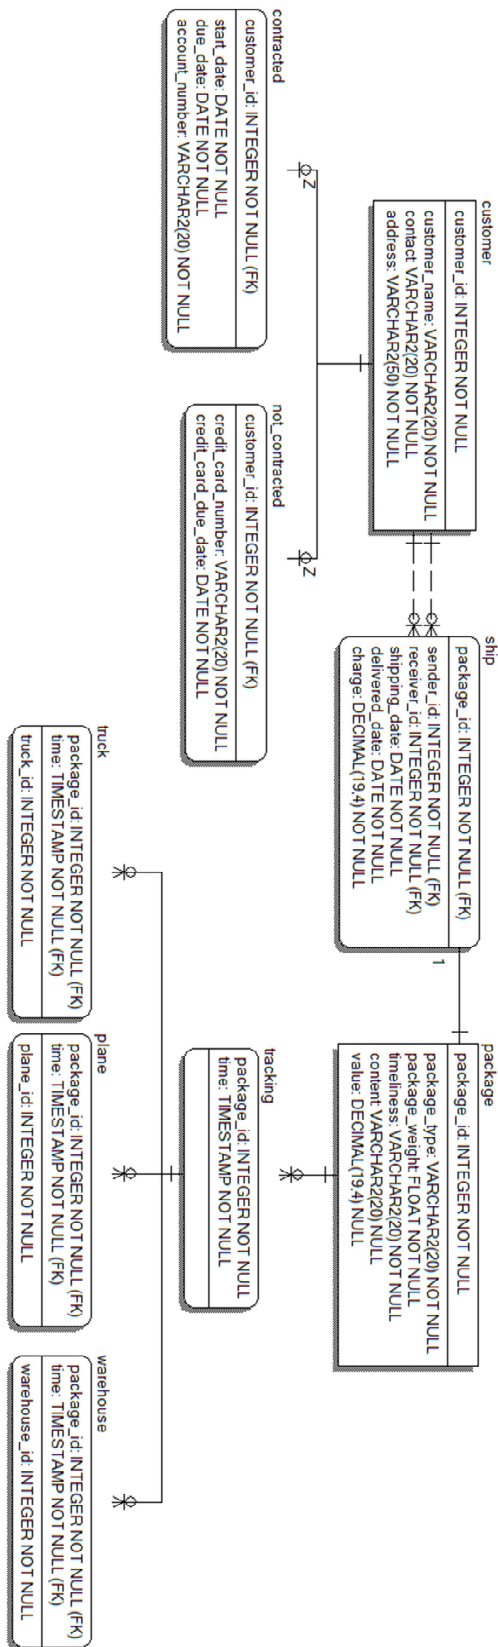 customer
customer_id: INTEGER NOT NULL
customer_name: VARCHAR2(20) NOT NULL
contact: VARCHAR2(20) NOT NULL
address: VARCHAR2(50) NOT NULL
ship
package_id: INTEGER NOT NULL (FK)
sender_id: INTEGER NOT NULL (FK)
receiver_id: INTEGER NOT NULL (FK)
shipping_date: DATE NOT NULL
delivered_date: DATE NOT NULL
charge: DECIMAL(19,4) NOT NULL
1
package
package_id: INTEGER NOT NULL
package_type: VARCHAR2(20) NOT NULL
package_weight: FLOAT NOT NULL
timeliness: VARCHAR2(20) NOT NULL
content: VARCHAR2(20) NULL
value: DECIMAL(19,4) NULL
Z
Z
contracted
customer_id: INTEGER NOT NULL (FK)
start_date: DATE NOT NULL
due_date: DATE NOT NULL
account_number: VARCHAR2(20) NOT NULL
not_contracted
customer_id: INTEGER NOT NULL (FK)
credit_card_number: VARCHAR2(20) NOT NULL
credit_card_due_date: DATE NOT NULL
tracking
package_id: INTEGER NOT NULL
time: TIMESTAMP NOT NULL
truck
package_id: INTEGER NOT NULL (FK)
time: TIMESTAMP NOT NULL (FK)
truck_id: INTEGER NOT NULL
plane
package_id: INTEGER NOT NULL (FK)
time: TIMESTAMP NOT NULL (FK)
plane_id: INTEGER NOT NULL
warehouse
package_id: INTEGER NOT NULL (FK)
time: TIMESTAMP NOT NULL (FK)
warehouse_id: INTEGER NOT NULL